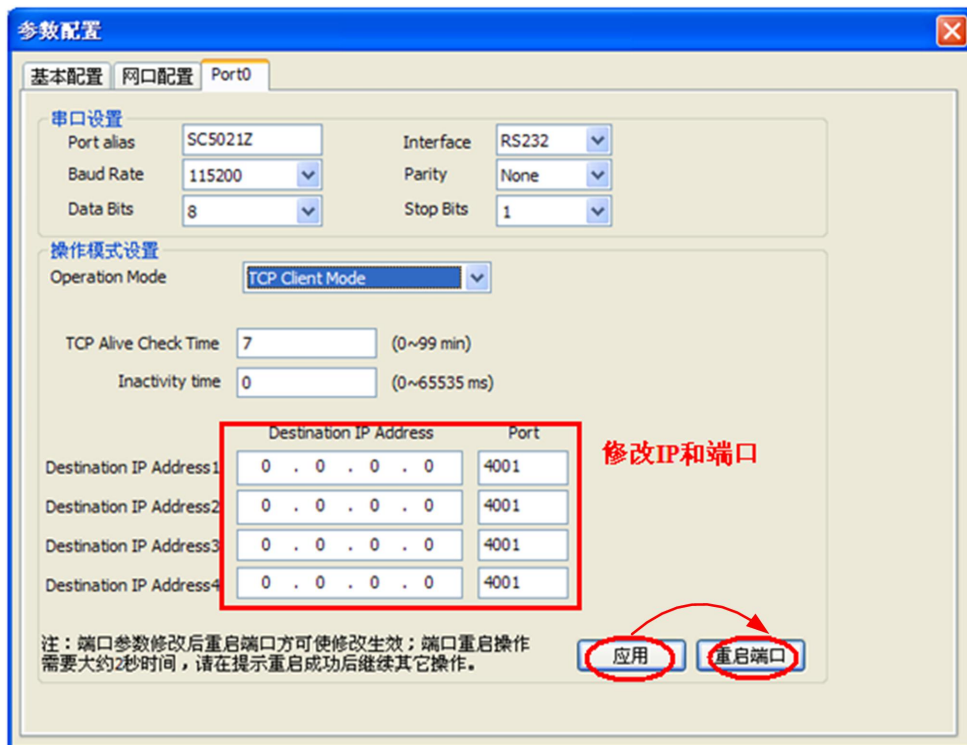 参数配置
基本配置 网口配置 Port0
串口设置
Port alias SC5021Z Interface RS232
Baud Rate 115200 Parity None
Data Bits 8 Stop Bits 1
操作模式设置
Operation Mode TCP Client Mode
TCP Alive Check Time 7 (0~99 min)
Inactivity time 0 (0~65535 ms)
Destination IP Address Port
修改IP和端口
Destination IP Address1 0 . 0 . 0 . 0 4001
Destination IP Address2 0 . 0 . 0 . 0 4001
Destination IP Address3 0 . 0 . 0 . 0 4001
Destination IP Address4 0 . 0 . 0 . 0 4001
注：端口参数修改后重启端口方可使修改生效；端口重启操作
需要大约2秒时间，请在提示重启成功后继续其它操作。
应用 重启端口